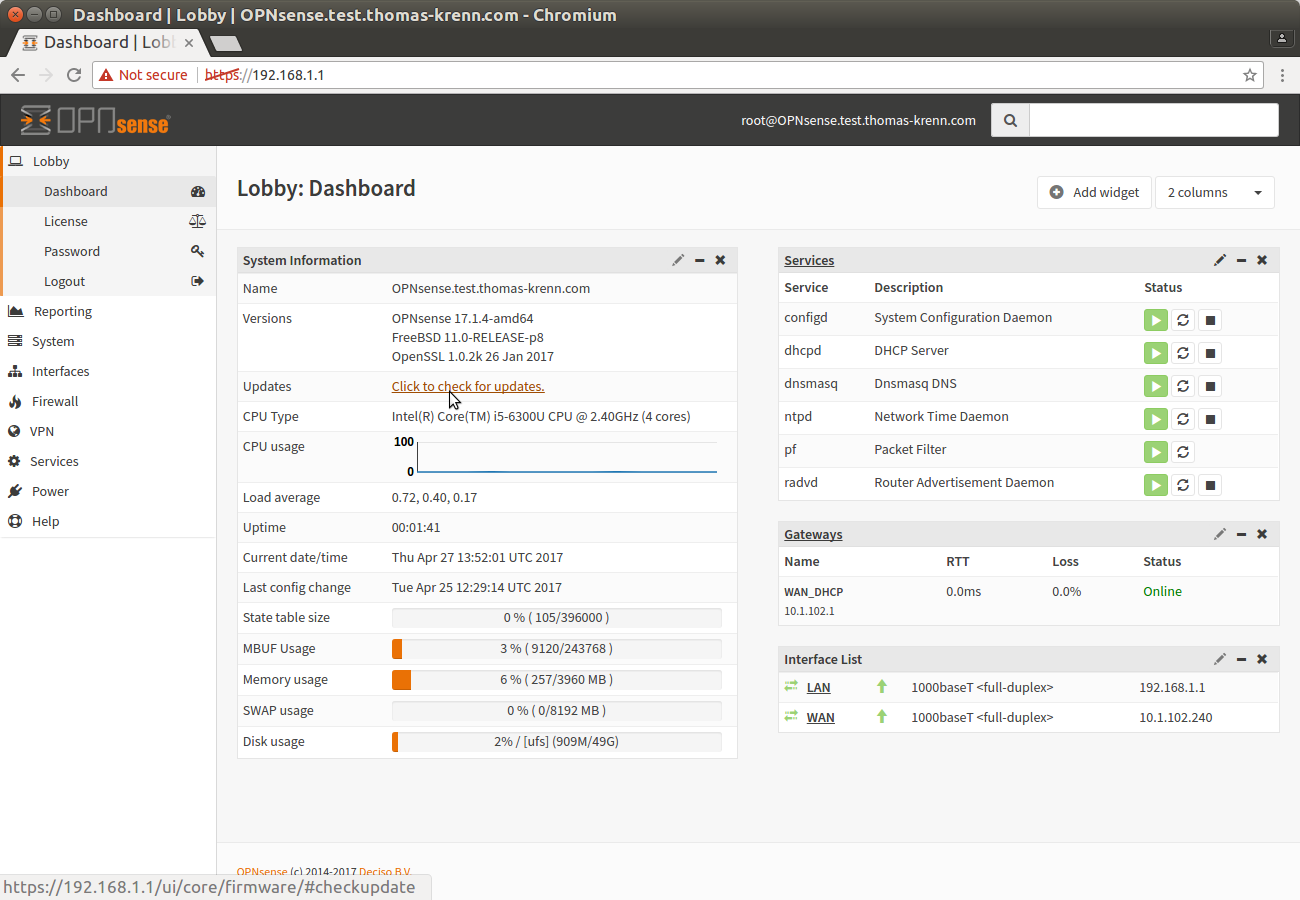 Dashboard | Lobby | OPNsense.test.thomas-krenn.com - Chromium
Dashboard | Lobb
Not secure https://192.168.1.1
OPNsense
root@OPNsense.test.thomas-krenn.com
Lobby
Dashboard
License
Password
Logout
Reporting
System
Interfaces
Firewall
VPN
Services
Power
Help
Lobby: Dashboard
Add widget
2 columns
System Information
Name OPNsense.test.thomas-krenn.com
Versions OPNsense 17.1.4-amd64
FreeBSD 11.0-RELEASE-p8
OpenSSL 1.0.2k 26 Jan 2017
Updates Click to check for updates.
CPU Type Intel(R) Core(TM) i5-6300U CPU @ 2.40GHz (4 cores)
CPU usage 100
0
Load average 0.72, 0.40, 0.17
Uptime 00:01:41
Current date/time Thu Apr 27 13:52:01 UTC 2017
Last config change Tue Apr 25 12:29:14 UTC 2017
State table size 0 % ( 105/396000 )
MBUF Usage 3 % ( 9120/243768 )
Memory usage 6 % ( 257/3960 MB )
SWAP usage 0 % ( 0/8192 MB )
Disk usage 2% / [ufs] (909M/49G)
Services
Service Description Status
configd System Configuration Daemon
dhcpd DHCP Server
dnsmasq Dnsmasq DNS
ntpd Network Time Daemon
pf Packet Filter
radvd Router Advertisement Daemon
Gateways
Name RTT Loss Status
WAN_DHCP 0.0ms 0.0% Online
10.1.102.1
Interface List
LAN 1000baseT <full-duplex> 192.168.1.1
WAN 1000baseT <full-duplex> 10.1.102.240
OPNsense (c) 2014-2017 Deciso B.V.
https://192.168.1.1/ui/core/firmware/#checkupdate